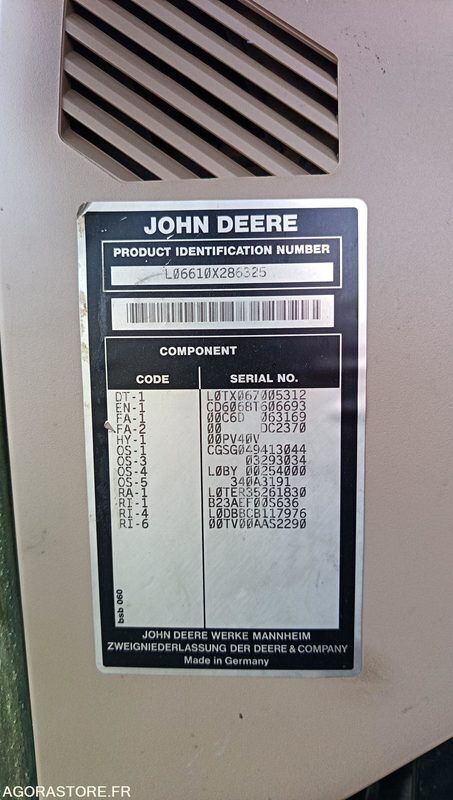 JOHN DEERE
PRODUCT IDENTIFICATION NUMBER
L06610X286325
COMPONENT
CODE SERIAL NO.
DT-1 L0TX067005312
EN-1 CD6068T606693
FA-1 00C6D 063169
FA-2 00 DC2370
HY-1 00PV40V
OS-1 CGSG049413044
OS-3 03293034
OS-4 L0BY 00254000
OS-5 340A3191
RA-1 L0TER35261830
RI-1 B23AEF00S636
RI-4 L0DBBCB117976
RI-6 00TV00AAS2290
bsb 060
JOHN DEERE WERKE MANNHEIM
ZWEIGNIEDERLASSUNG DER DEERE & COMPANY
Made in Germany
AGORASTORE.FR